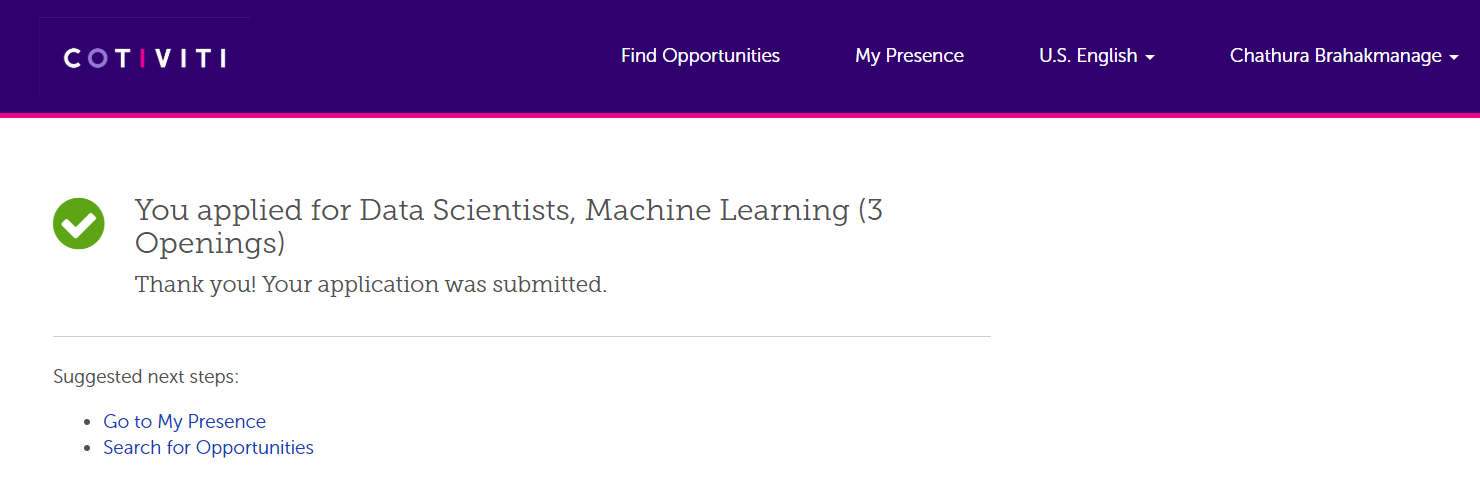 COTIVITI
Find Opportunities
My Presence
U.S. English
Chathura Brahakmanage
You applied for Data Scientists, Machine Learning (3
Openings)
Thank you! Your application was submitted.
Suggested next steps:
Go to My Presence
Search for Opportunities